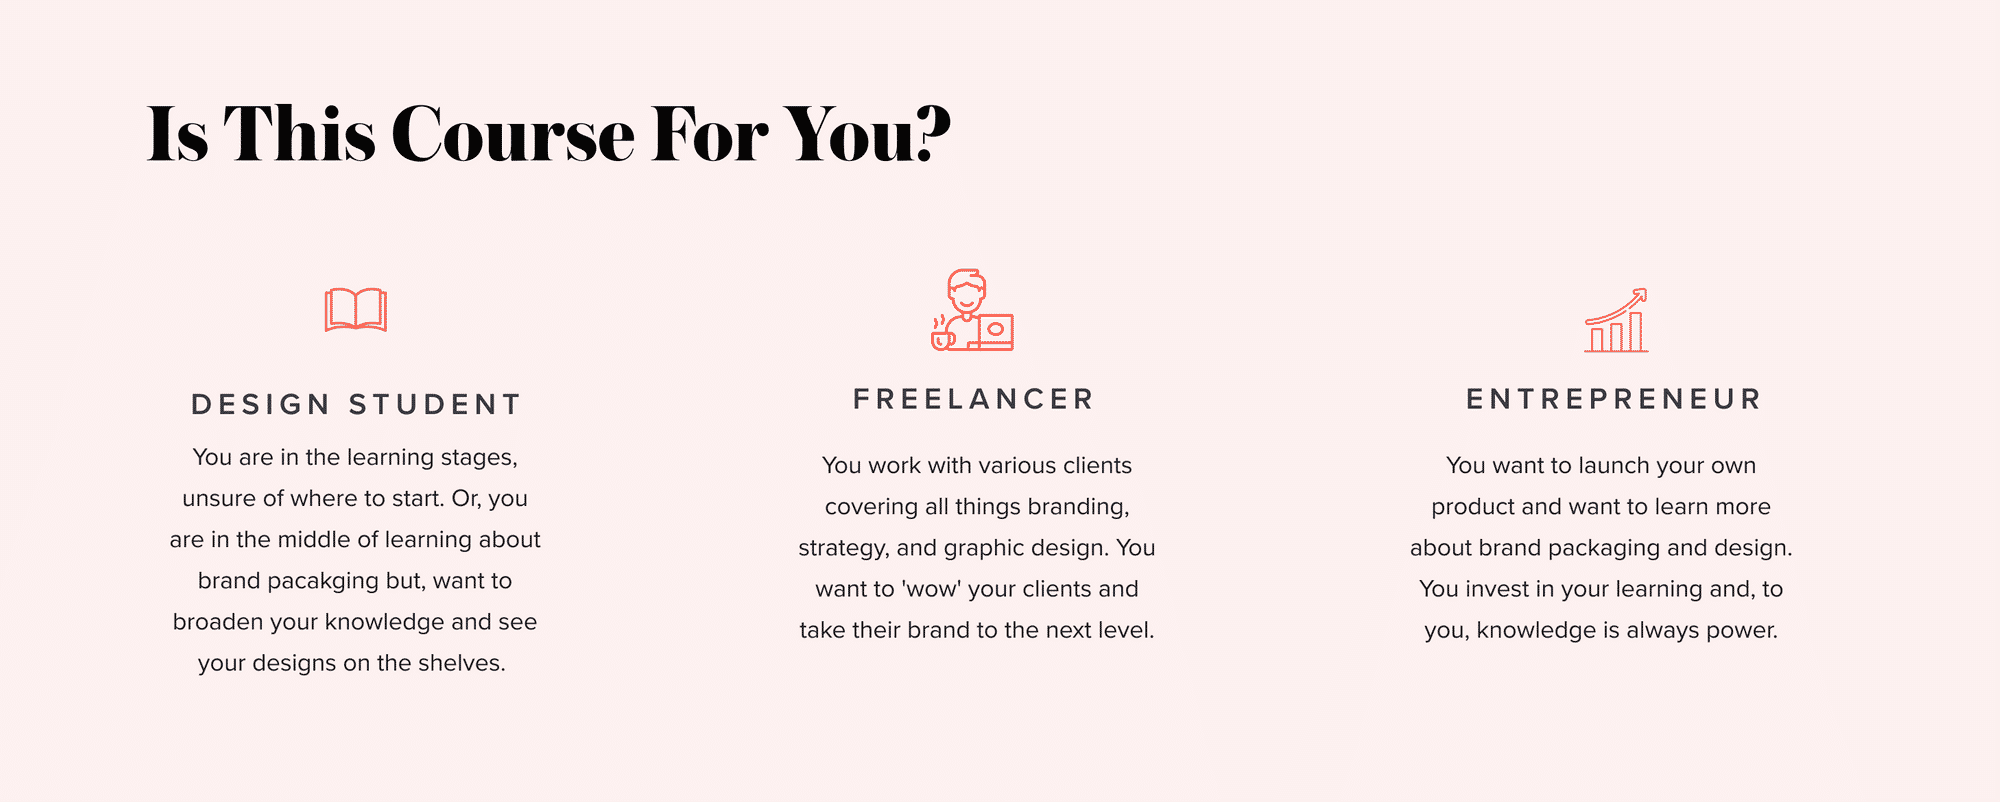 Is This Course For You?
DESIGN STUDENT
You are in the learning stages,
unsure of where to start. Or, you
are in the middle of learning about
brand pacakging but, want to
broaden your knowledge and see
your designs on the shelves.
FREELANCER
You work with various clients
covering all things branding,
strategy, and graphic design. You
want to 'wow' your clients and
take their brand to the next level.
ENTREPRENEUR
You want to launch your own
product and want to learn more
about brand packaging and design.
You invest in your learning and, to
you, knowledge is always power.